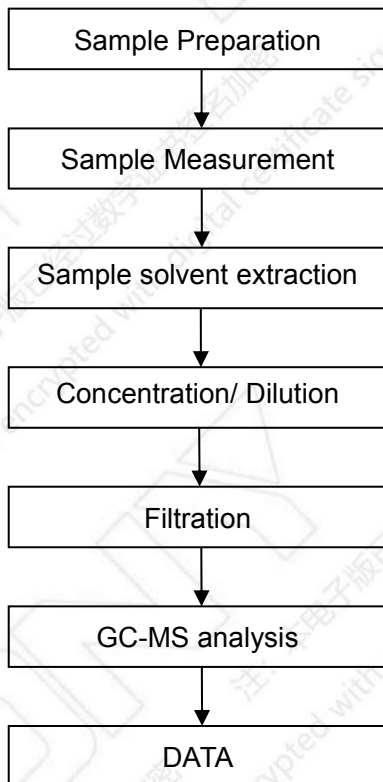 Sample Preparation
Sample Measurement
Sample solvent extraction
Concentration/ Dilution
Filtration
GC-MS analysis
DATA